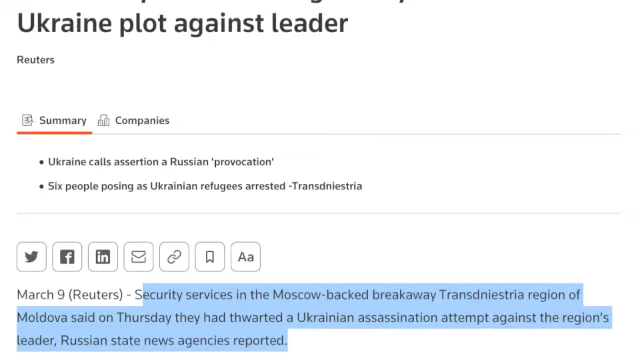 Ukraine plot against leader
Reuters
Summary Companies
Ukraine calls assertion a Russian 'provocation'
Six people posing as Ukrainian refugees arrested -Transdniestria
Aa
March 9 (Reuters) - Security services in the Moscow-backed breakaway Transdniestria region of
Moldova said on Thursday they had thwarted a Ukrainian assassination attempt against the region's
leader, Russian state news agencies reported.